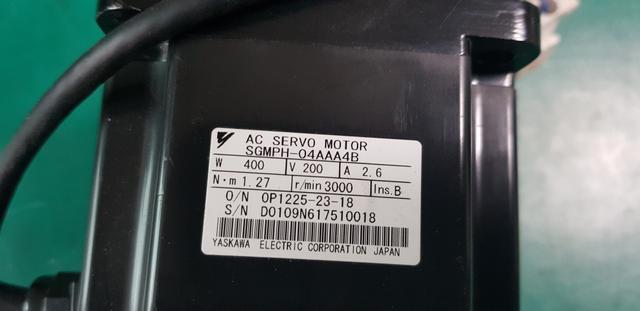 AC SERVO MOTOR
SGMPH-04AAA4B
W 400 V 200 A 2.6
N·m 1.27 r/min 3000 Ins.B
O/N OP1225-23-18
S/N D0109N617510018
YASKAWA ELECTRIC CORPORATION JAPAN